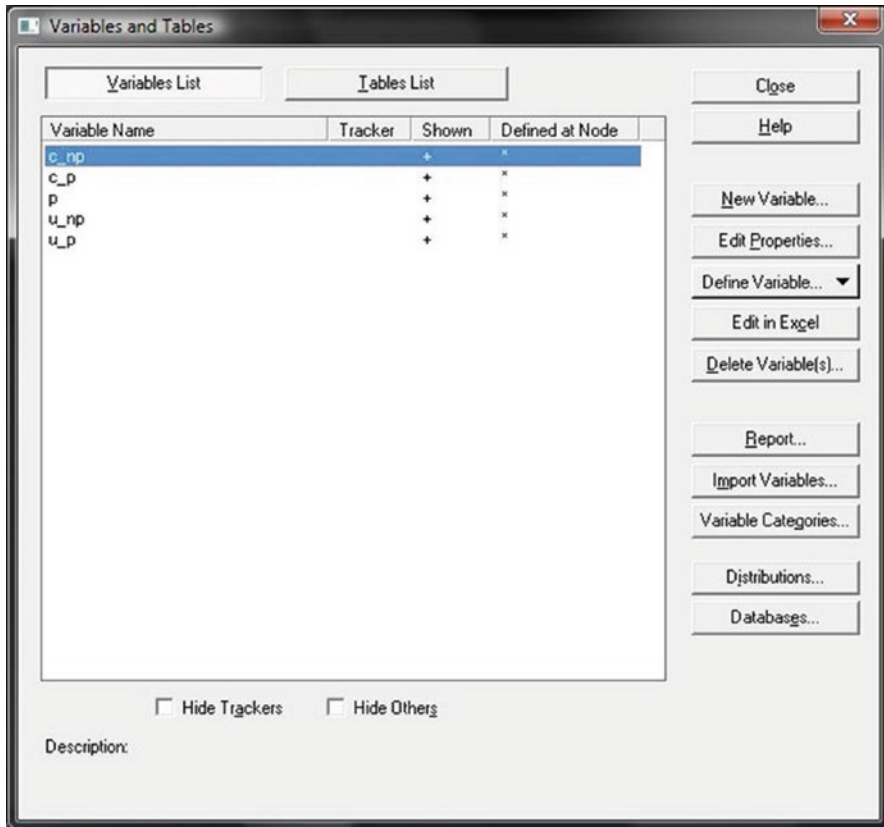 Variables and Tables
Variables List
Tables List
Close
Help
Variable Name Tracker Shown Defined at Node
c_np + ×
c_p + ×
p + ×
u_np + ×
u_p + ×
New Variable...
Edit Properties...
Define Variable...
Edit in Excel
Delete Variable(s)...
Report...
Import Variables...
Variable Categories...
Distributions...
Databases...
Hide Trackers
Hide Others
Description: